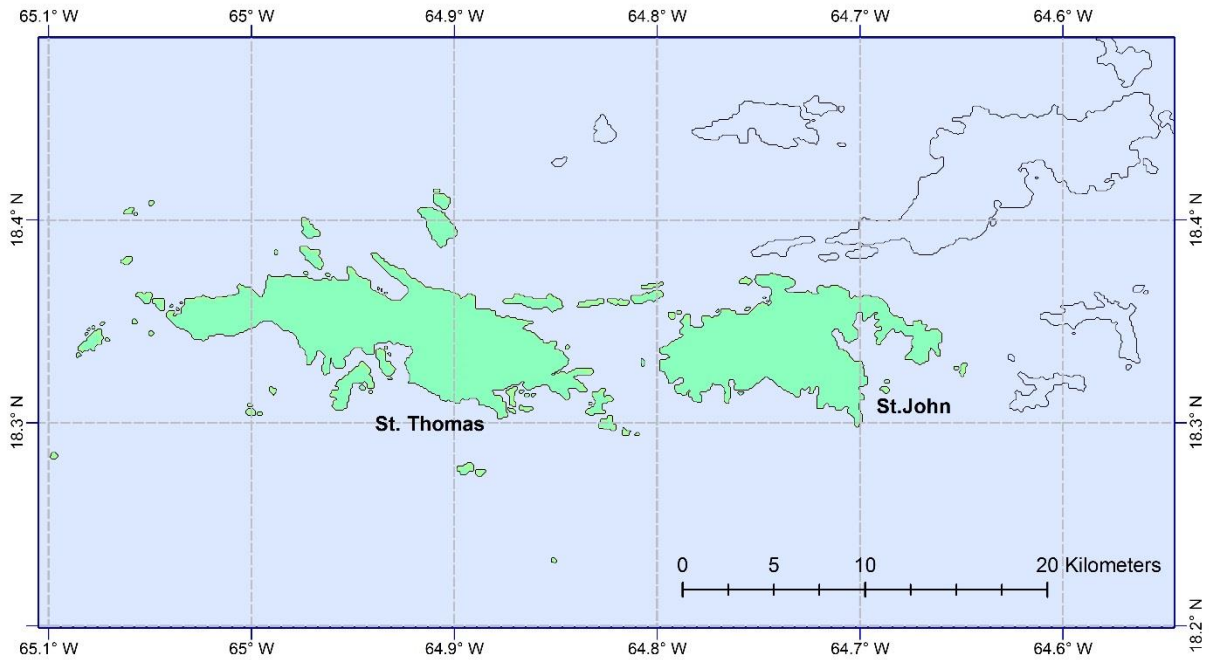 65.1° W 65° W 64.9° W 64.8° W 64.7° W 64.6° W
18.4° N 18.4° N
St.John
St. Thomas
18.3° N 18.3° N
0 5 10 20 Kilometers
18.2° N
65.1° W 65° W 64.9° W 64.8° W 64.7° W 64.6° W